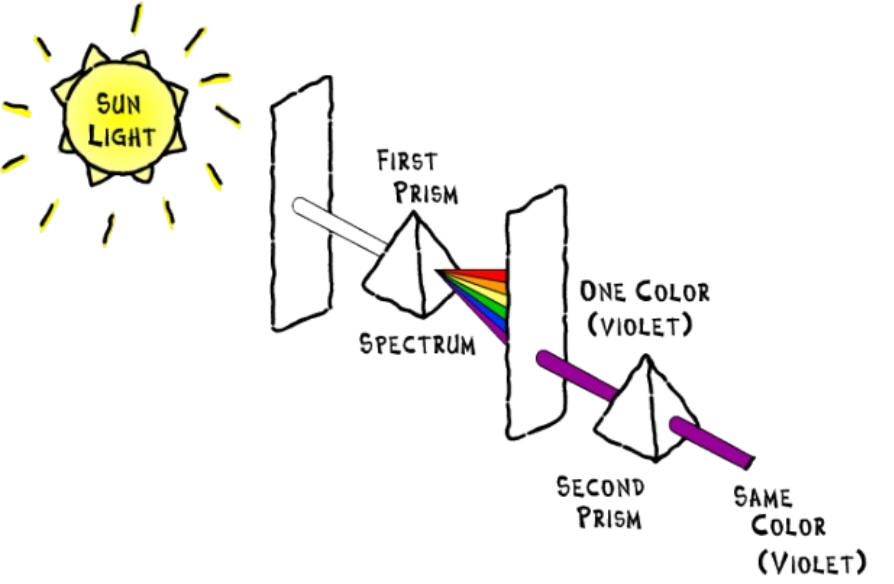 SUN
LIGHT
FIRST
PRISM
SPECTRUM
ONE COLOR
(VIOLET)
SECOND
PRISM
SAME
COLOR
(VIOLET)